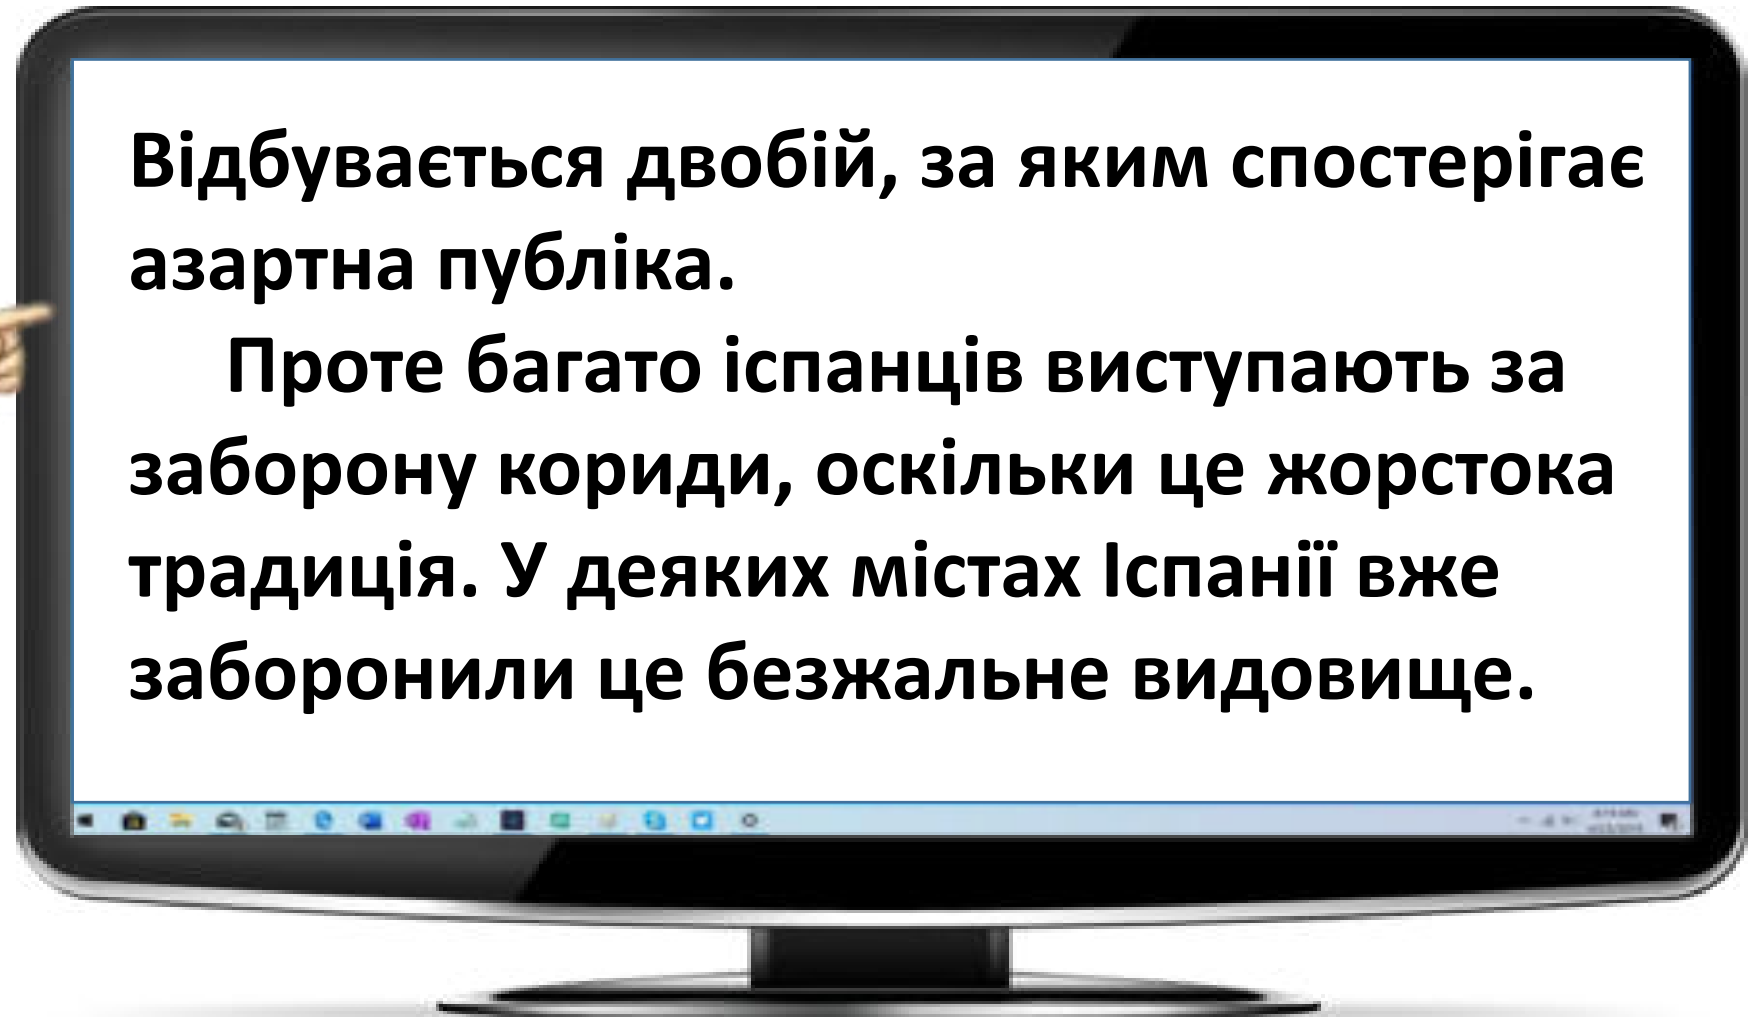 Відбувається двобій, за яким спостерігає
азартна публіка.
Проте багато іспанців виступають за
заборону кориди, оскільки це жорстока
традиція. У деяких містах Іспанії вже
заборонили це безжальне видовище.